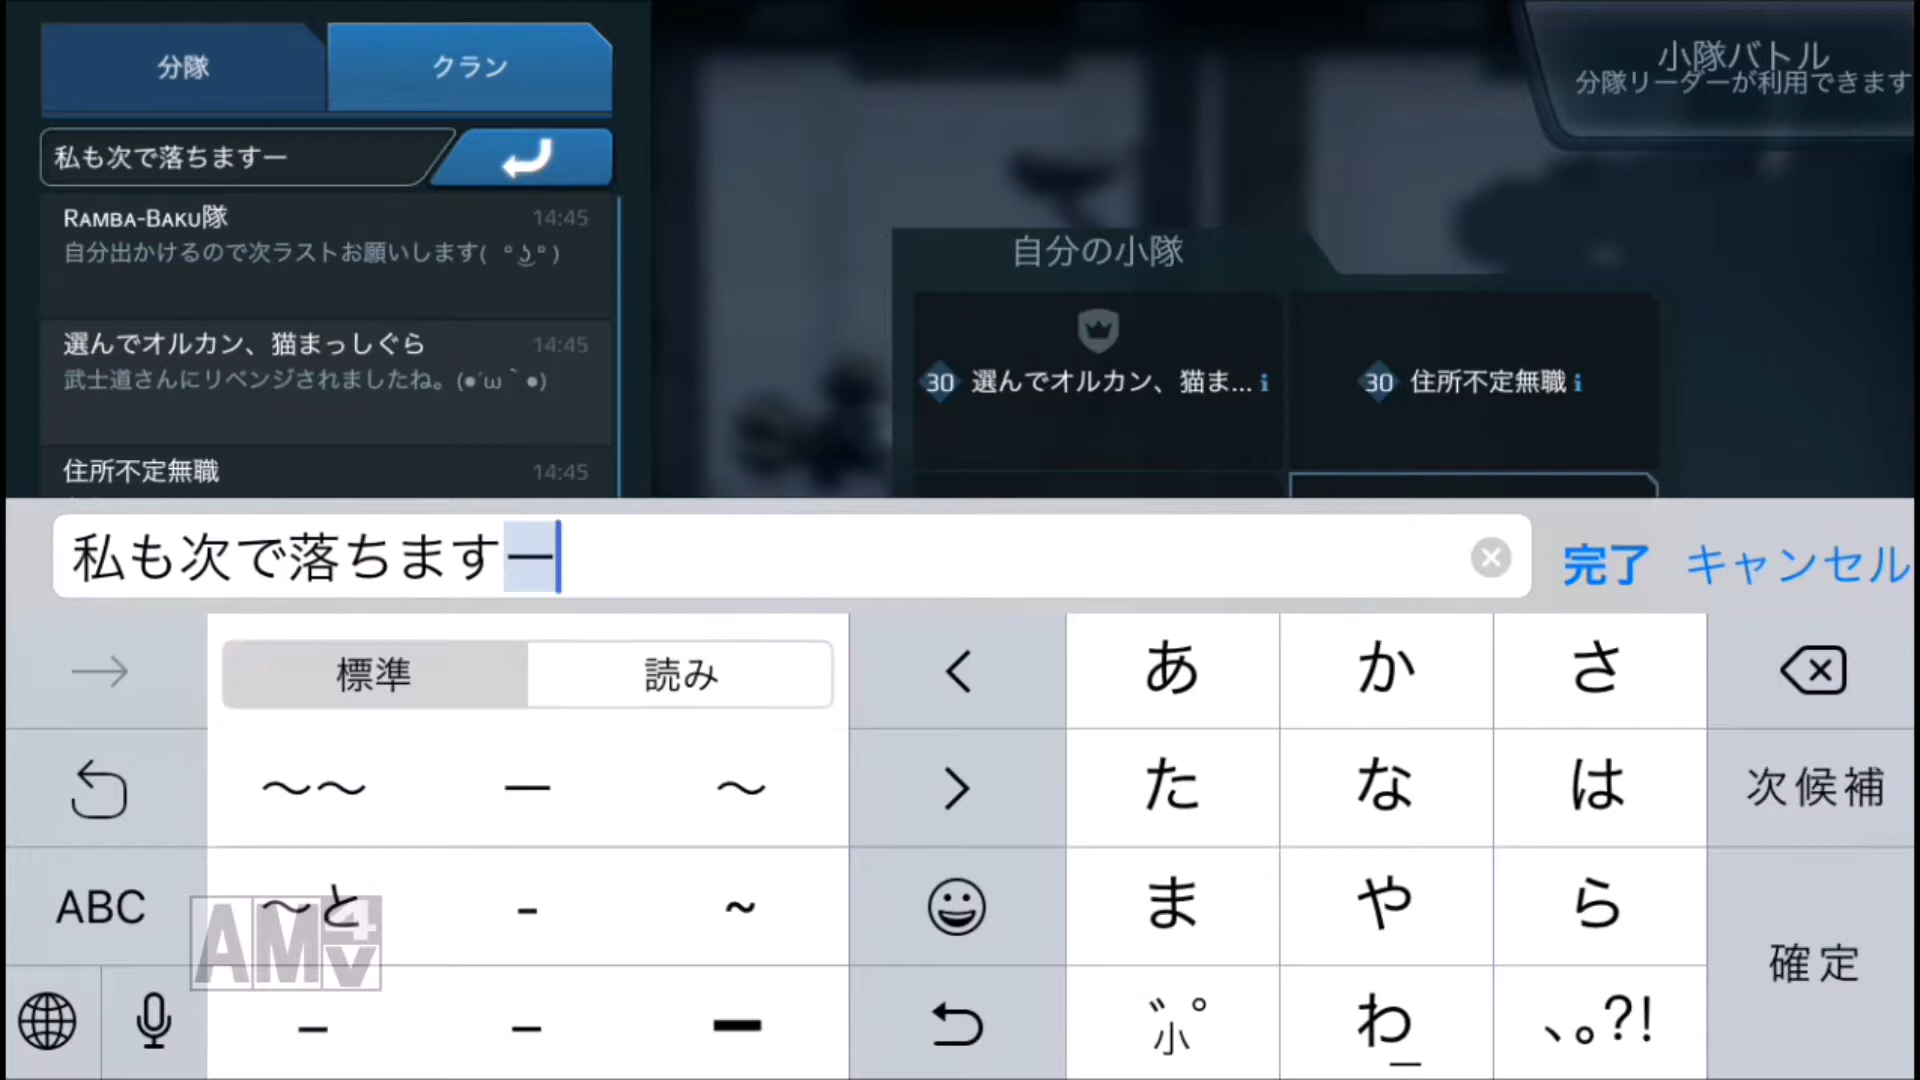 分隊
クラン
小隊バトル
分隊リーダーが利用できます
私も次で落ちますー
RAMBA-BAKU隊
14:45
自分出かけるので次ラストお願いします( ͡° ͜ʖ ͡°)
選んでオルカン、猫まっしぐら
14:45
武士道さんにリベンジされましたね。(●´ω｀●)
住所不定無職
14:45
自分の小隊
30 選んでオルカン、猫ま... i
30 住所不定無職 i
私も次で落ちますー
完了
キャンセル
→
標準
読み
<
あ
か
さ
〜〜
ー
〜
>
た
な
は
次候補
ABC
〜と
-
~
ま
や
ら
確定
–
−
━
゛゜
小
わ
ー
、。?!
AM4V